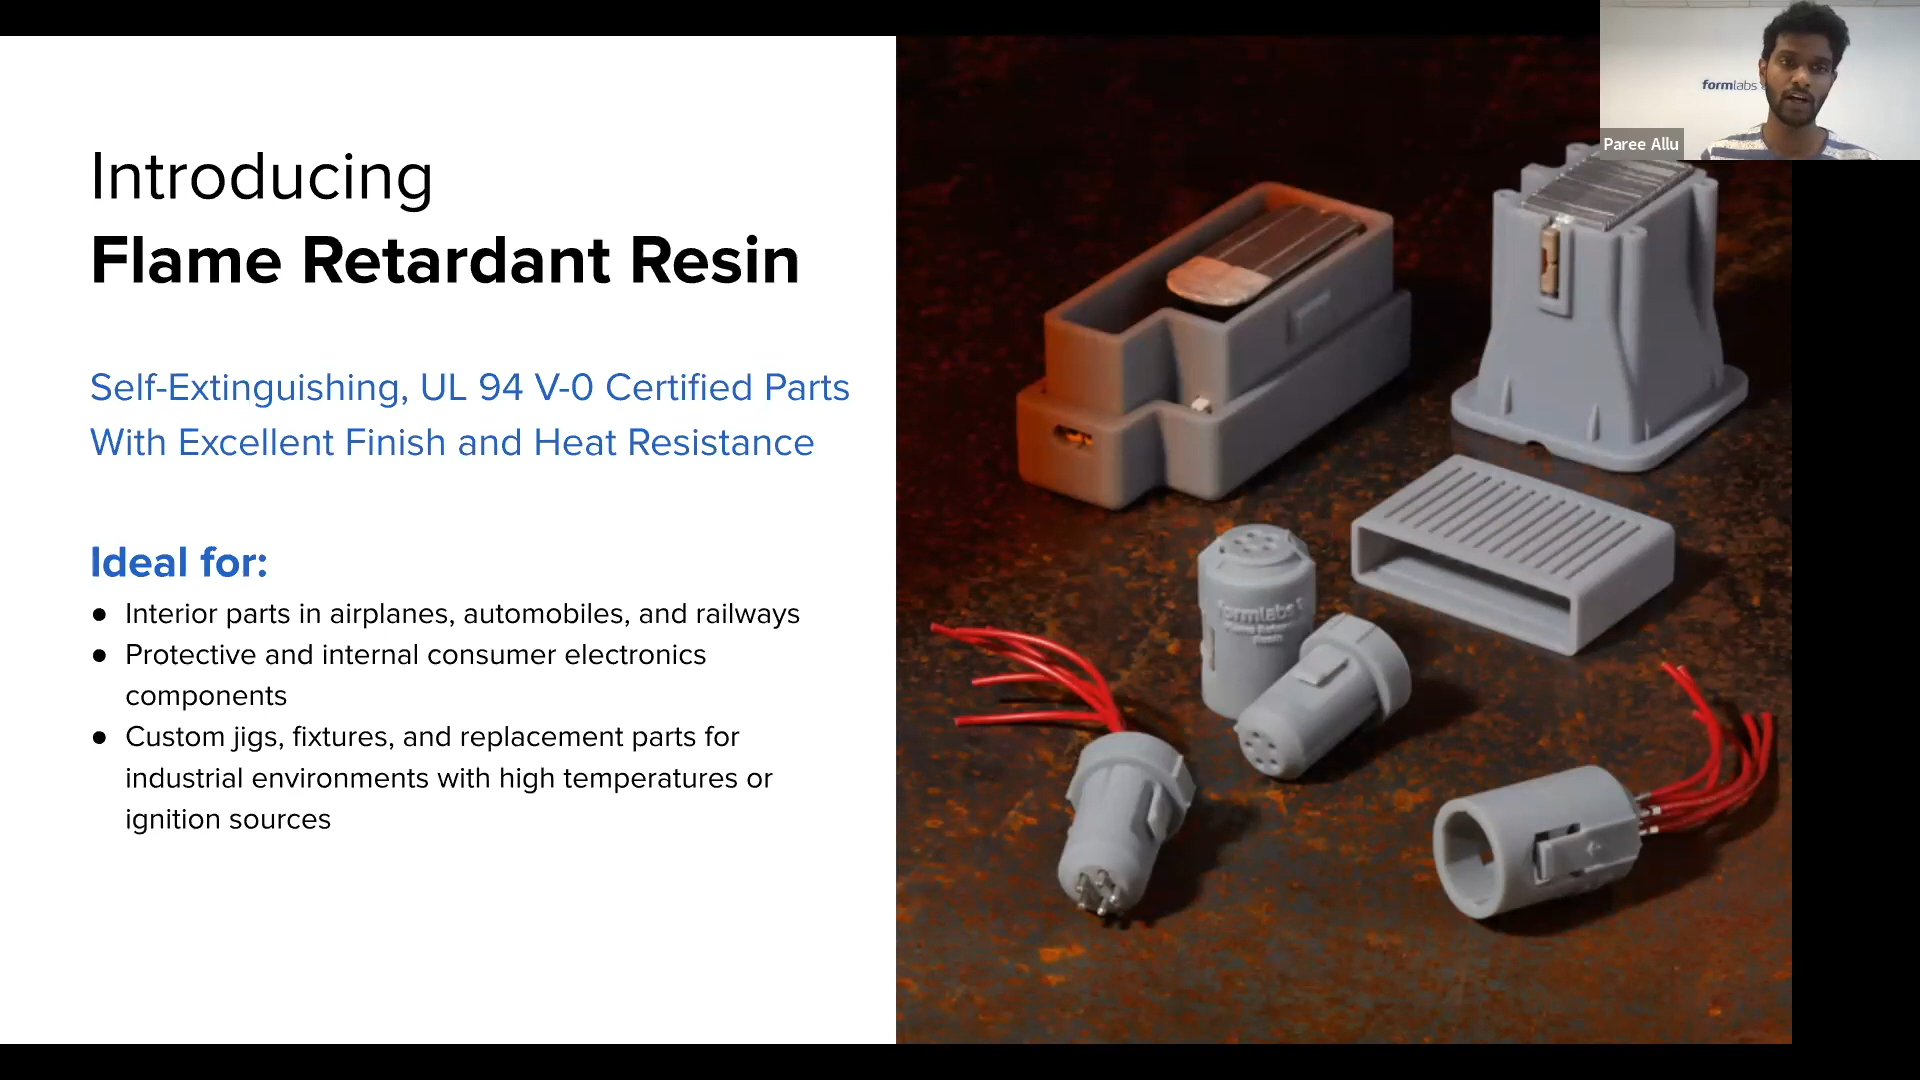 Introducing
Flame Retardant Resin
Self-Extinguishing, UL 94 V-0 Certified Parts
With Excellent Finish and Heat Resistance
Ideal for:
● Interior parts in airplanes, automobiles, and railways
● Protective and internal consumer electronics
components
● Custom jigs, fixtures, and replacement parts for
industrial environments with high temperatures or
ignition sources
formlabs
Paree Allu
formlabs
Resin